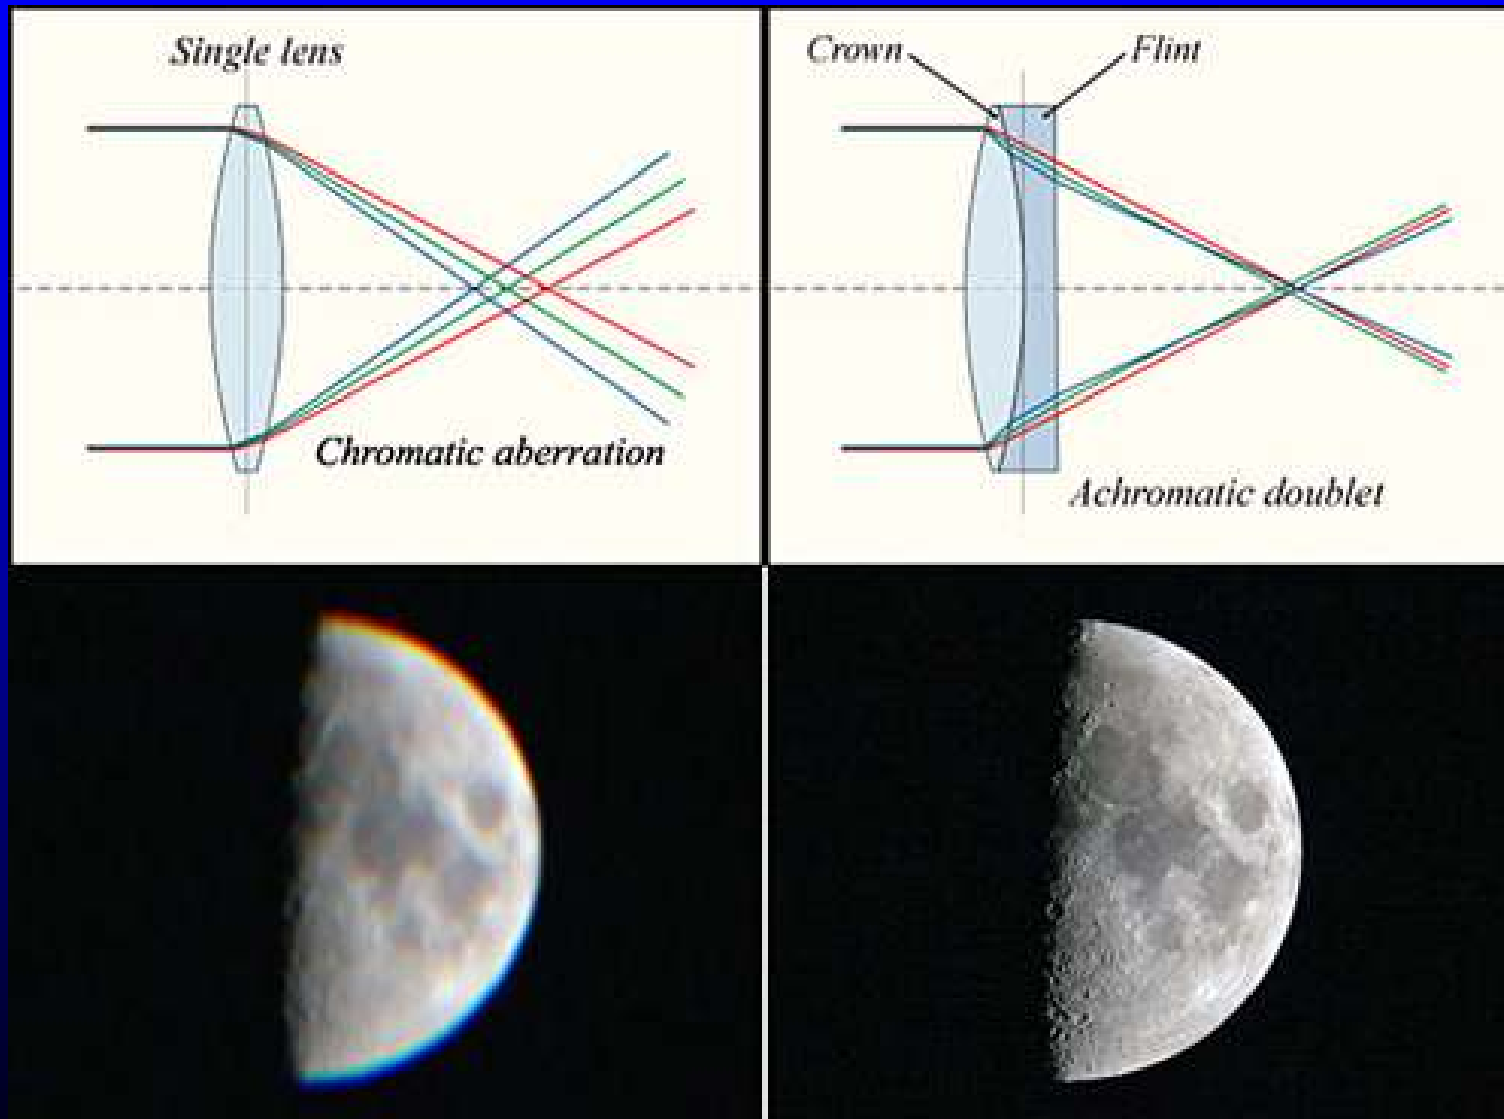 Single lens
Chromatic aberration
Crown
Flint
Achromatic doublet